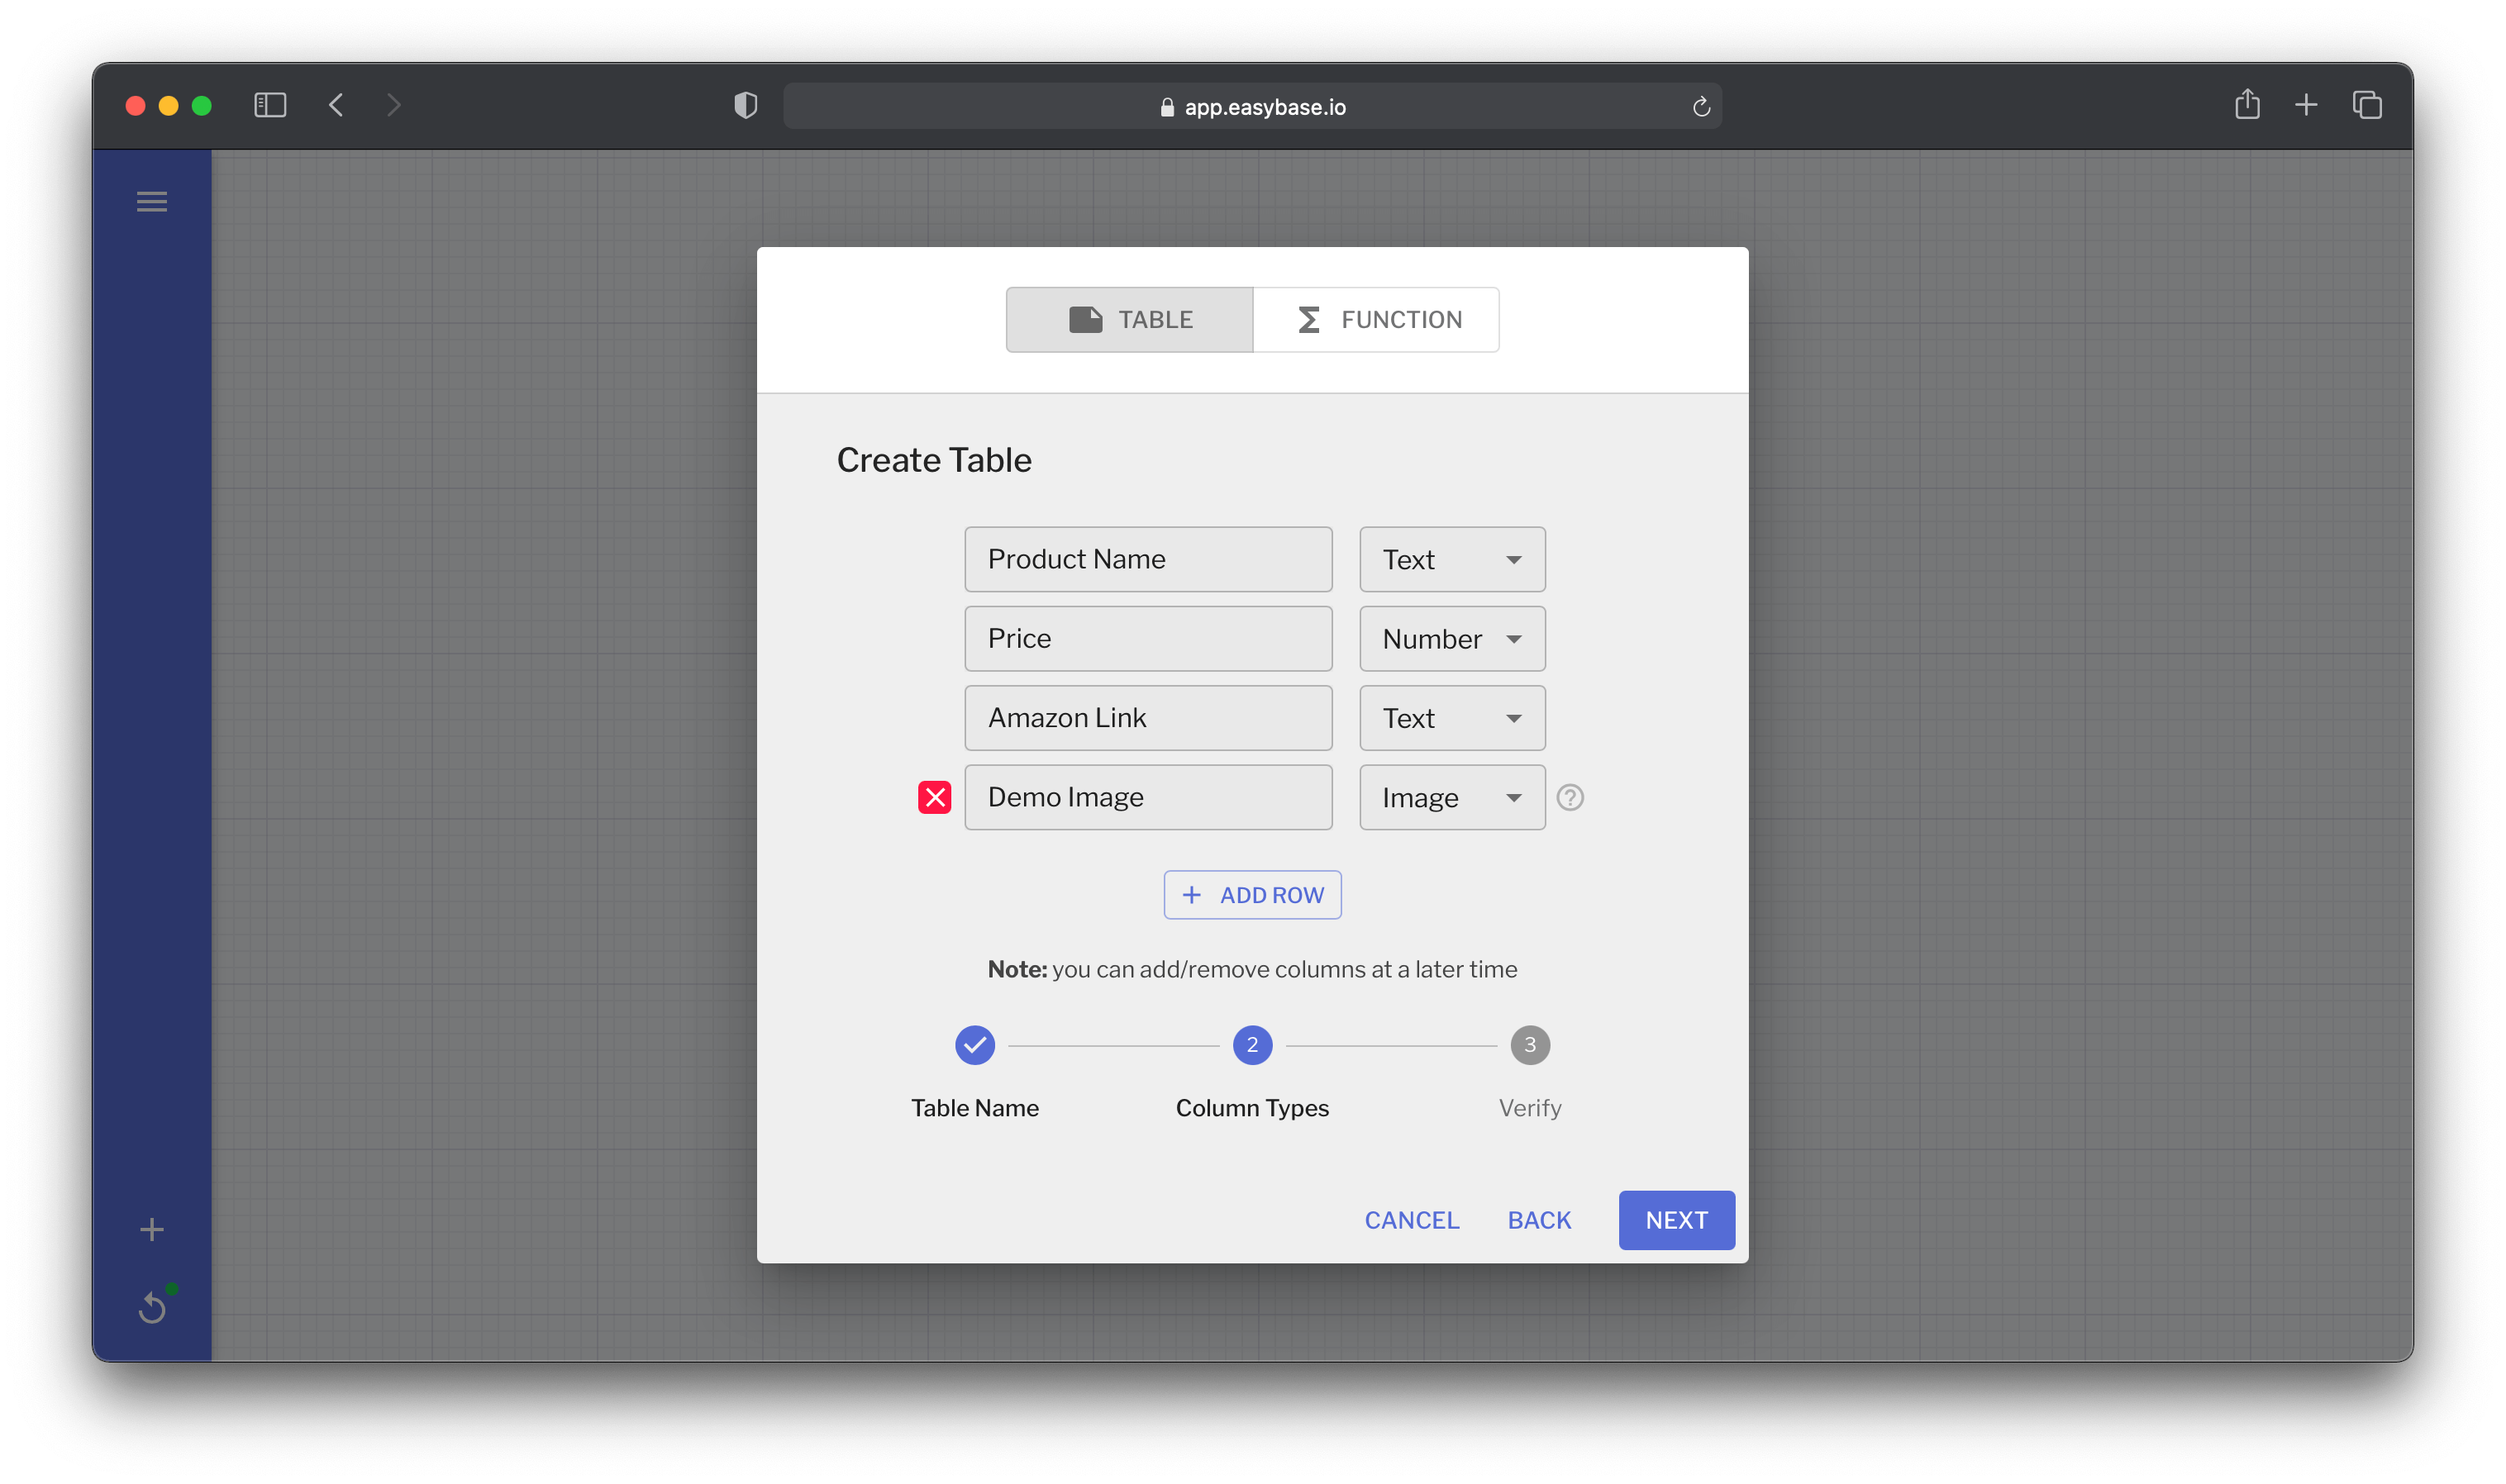 app.easybase.io
TABLE
FUNCTION
Create Table
Product Name
Text
Price
Number
Amazon Link
Text
Demo Image
Image
?
+ ADD ROW
Note: you can add/remove columns at a later time
2
3
Table Name
Column Types
Verify
CANCEL
BACK
NEXT